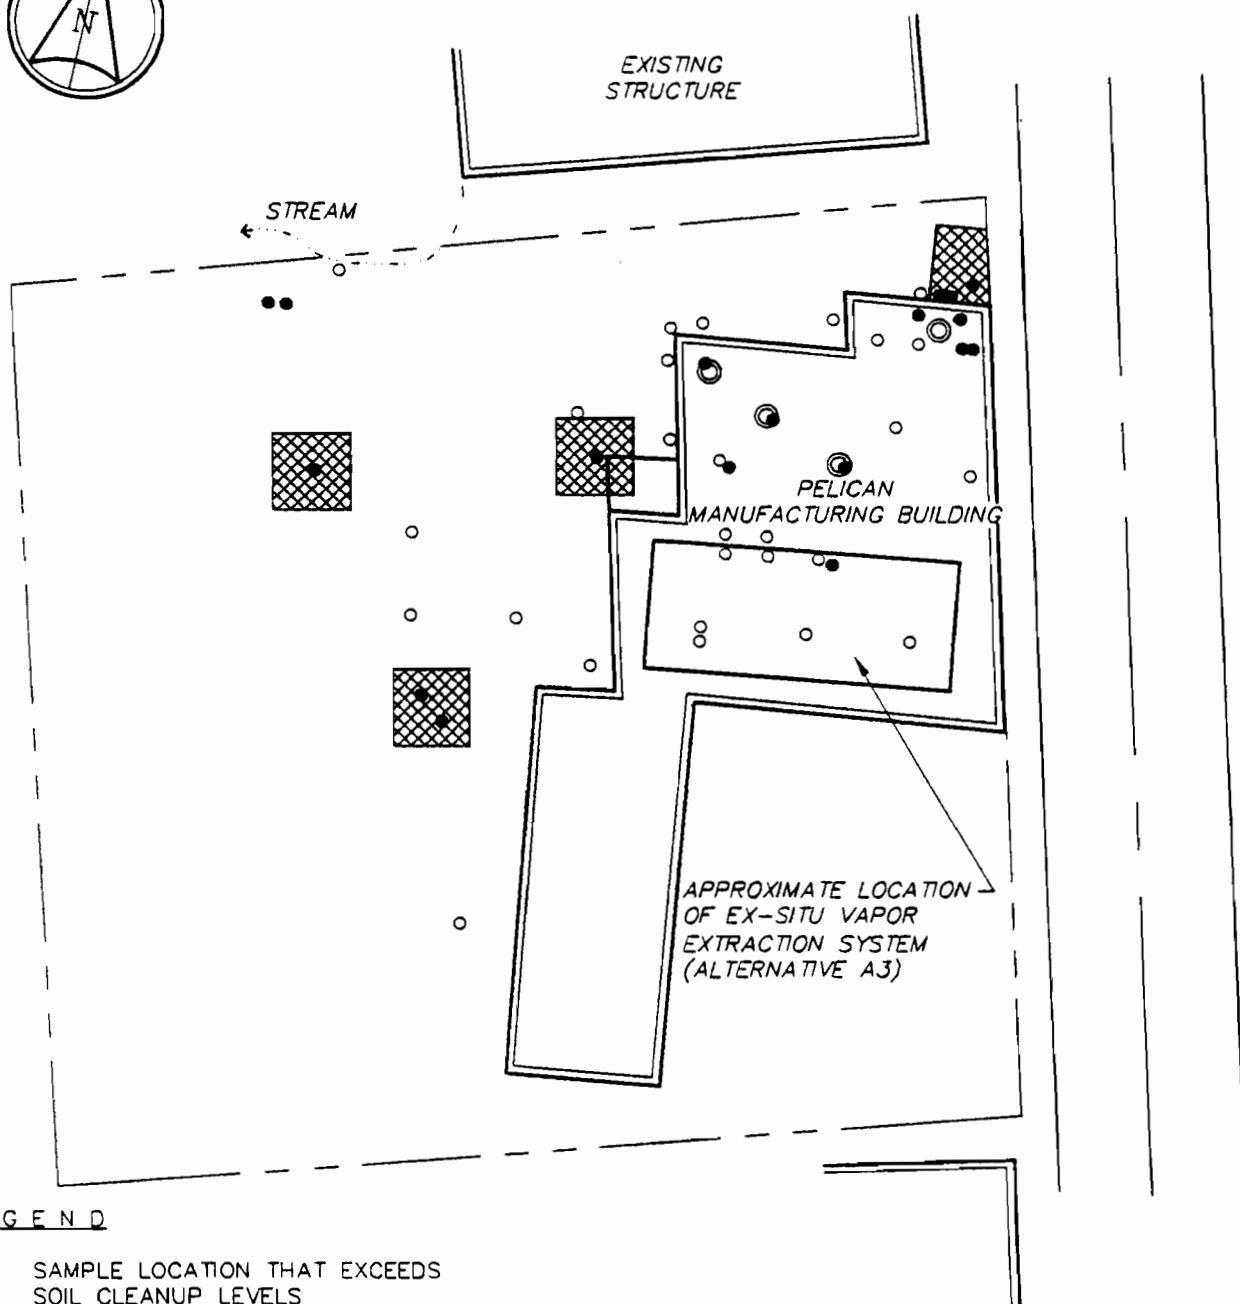 N
EXISTING
STRUCTURE
STREAM
PELICAN
MANUFACTURING BUILDING
APPROXIMATE LOCATION
OF EX-SITU VAPOR
EXTRACTION SYSTEM
(ALTERNATIVE A3)
G E N D
SAMPLE LOCATION THAT EXCEEDS
SOIL CLEANUP LEVELS